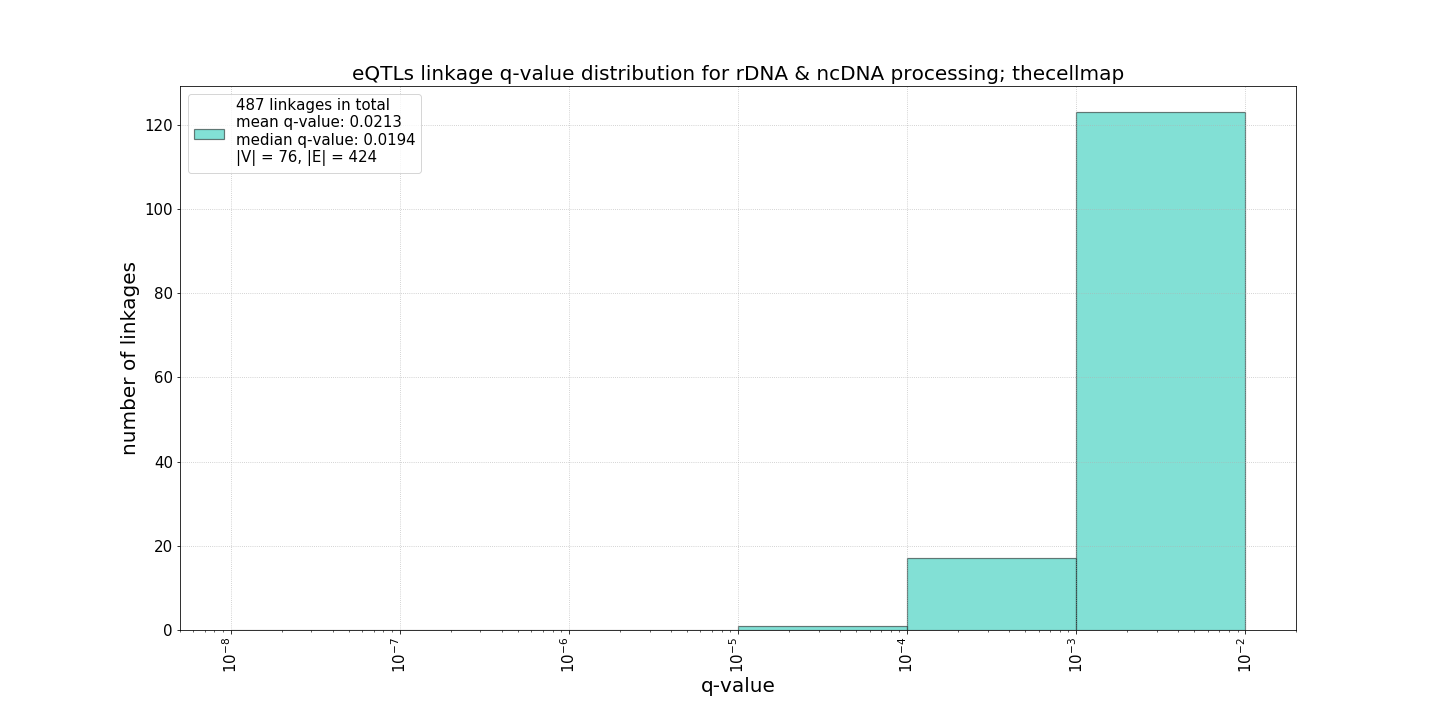 eQTLs linkage q-value distribution for rDNA & ncDNA processing; thecellmap
487 linkages in total
mean q-value: 0.0213
median q-value: 0.0194
|V| = 76, |E| = 424
number of linkages
120
100
80
60
40
20
0
10⁻⁸
10⁻⁷
10⁻⁶
10⁻⁵
10⁻⁴
10⁻³
10⁻²
q-value